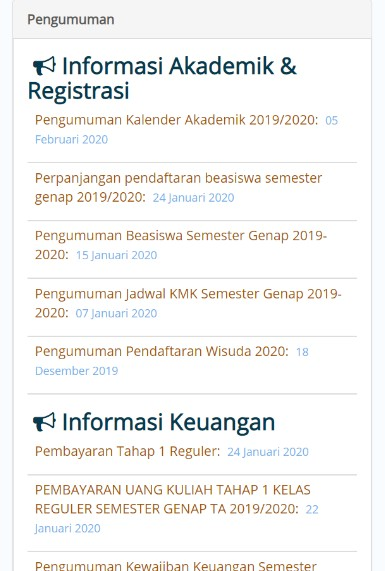 Pengumuman
Informasi Akademik &
Registrasi
Pengumuman Kalender Akademik 2019/2020: 05
Februari 2020
Perpanjangan pendaftaran beasiswa semester
genap 2019/2020: 24 Januari 2020
Pengumuman Beasiswa Semester Genap 2019-
2020: 15 Januari 2020
Pengumuman Jadwal KMK Semester Genap 2019-
2020: 07 Januari 2020
Pengumuman Pendaftaran Wisuda 2020: 18
Desember 2019
Informasi Keuangan
Pembayaran Tahap 1 Reguler: 24 Januari 2020
PEMBAYARAN UANG KULIAH TAHAP 1 KELAS
REGULER SEMESTER GENAP TA 2019/2020: 22
Januari 2020
Pengumuman Kewajiban Keuangan Semester